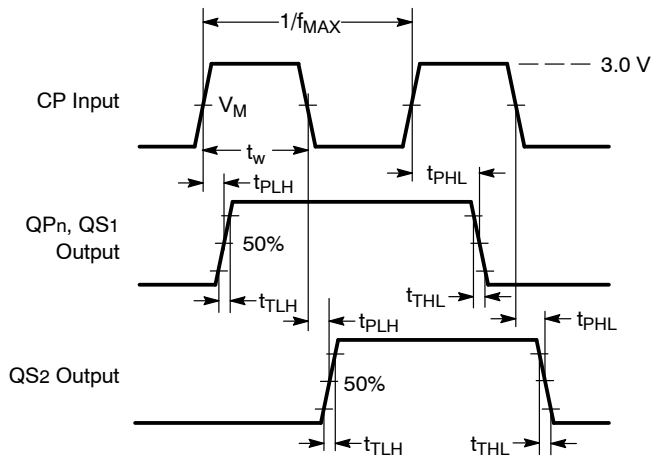 1/fMAX
3.0 V
CP Input
VM
tw
tPLH
tPHL
QPn, QS1
Output
50%
tTLH
tTHL
tPLH
tPHL
QS2 Output
50%
tTLH
tTHL